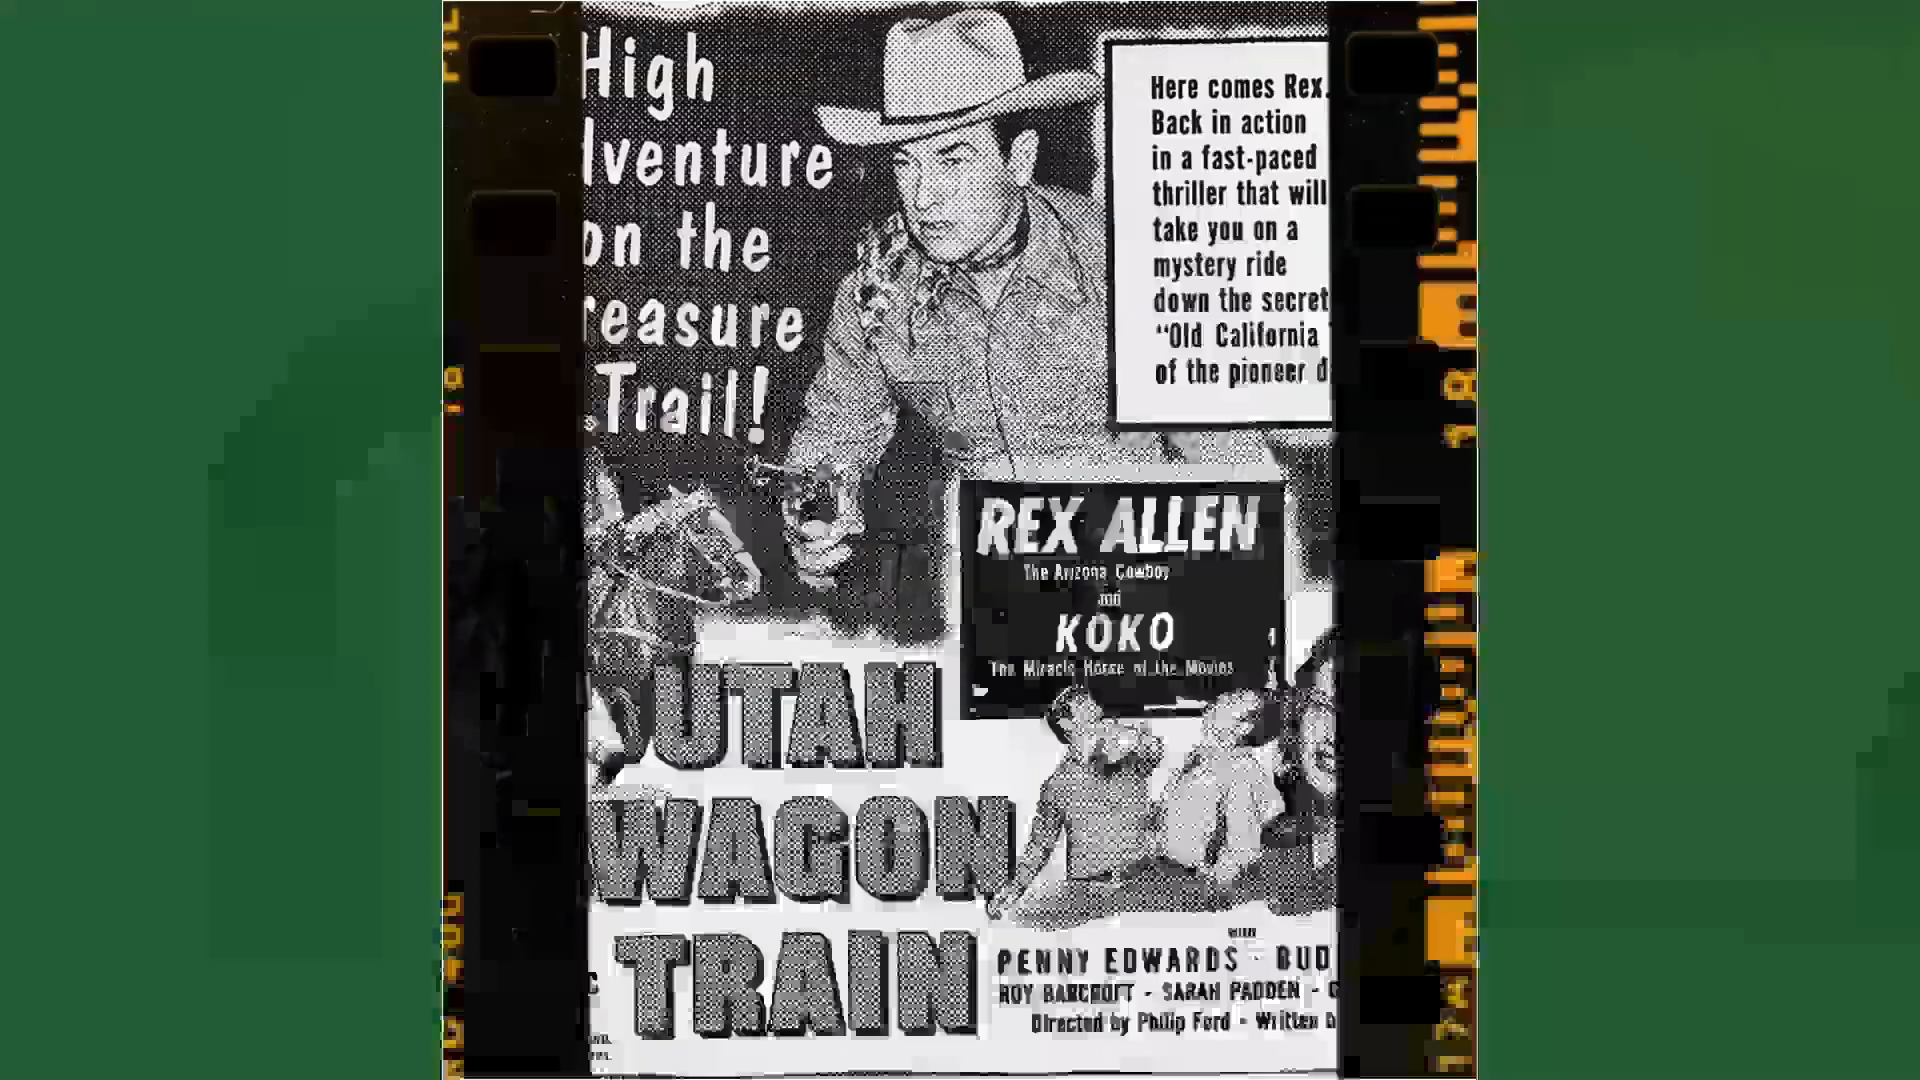 High
dventure
on the
reasure
Trail!
Here comes Rex.
Back in action
in a fast-paced
thriller that will
take you on a
mystery ride
down the secret
"Old California
of the pioneer d
REX ALLEN
The Arizona Cowboy
and
KOKO
The Miracle Horse of the Movies
UTAH
WAGON
TRAIN
with
PENNY EDWARDS - BUD
ROY BARCROFT - SARAH PADDEN - C
Directed by Philip Ford - Written b
18